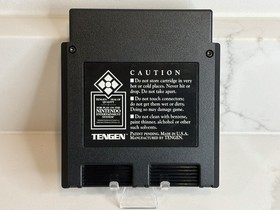 CAUTION
■ Do not store cartridge in very
hot or cold places. Never hit or
drop. Do not take apart.
■ Do not touch connectors;
do not get them wet or dirty.
Doing so may damage game.
■ Do not clean with benzene,
paint thinner, alcohol or other
such solvents.
NINTENDO
TENGEN
PATENT PENDING. MADE IN U.S.A.
MANUFACTURED BY TENGEN.